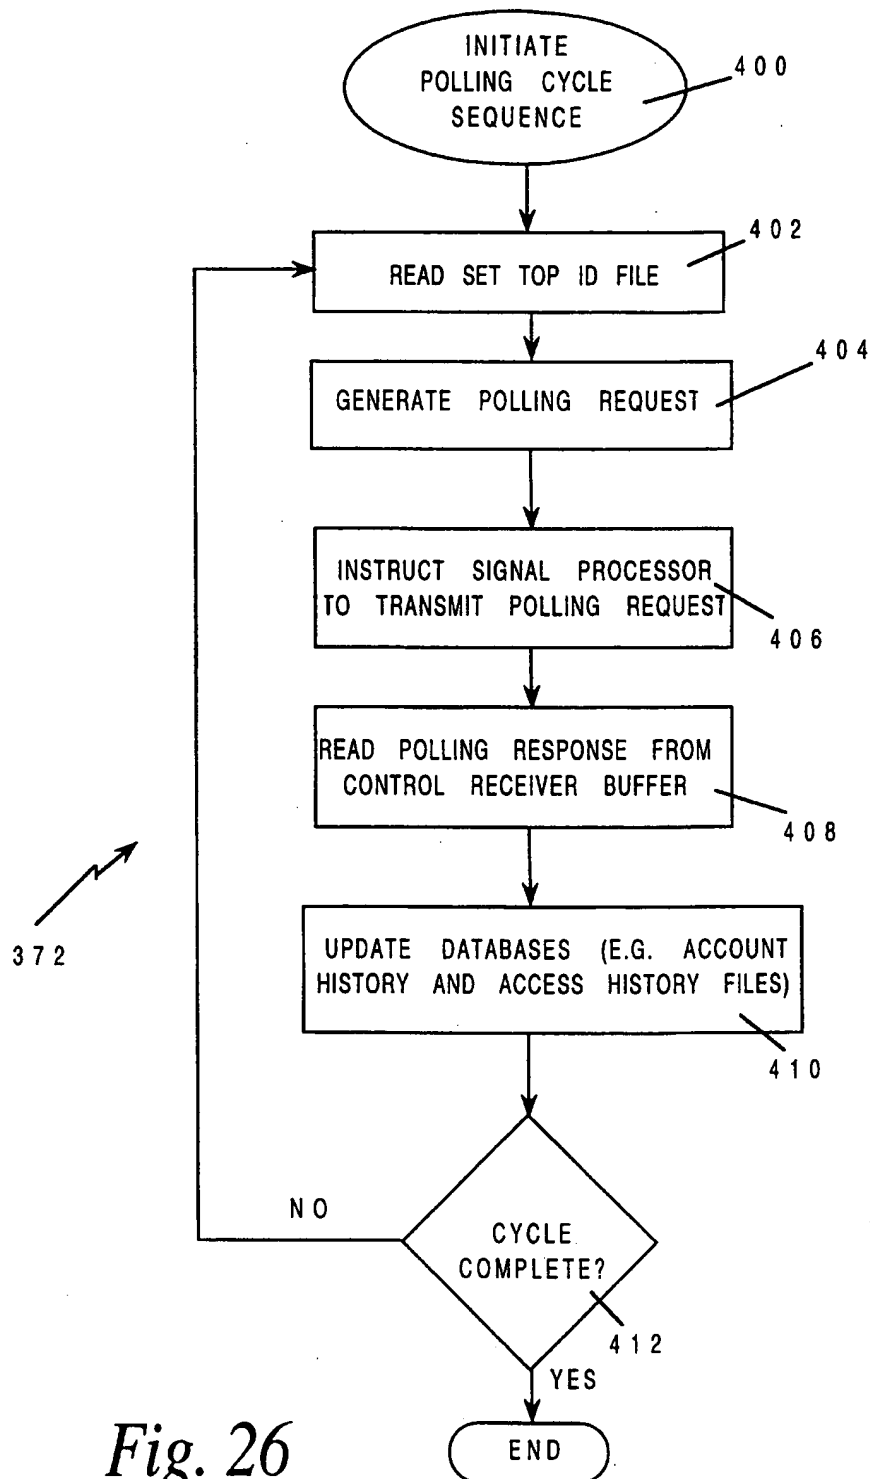 INITIATE
POLLING CYCLE
SEQUENCE
400
402
READ SET TOP ID FILE
404
GENERATE POLLING REQUEST
INSTRUCT SIGNAL PROCESSOR
TO TRANSMIT POLLING REQUEST
406
READ POLLING RESPONSE FROM
CONTROL RECEIVER BUFFER
408
372
UPDATE DATABASES (E.G. ACCOUNT
HISTORY AND ACCESS HISTORY FILES)
410
NO
CYCLE
COMPLETE?
412
YES
END
Fig. 26